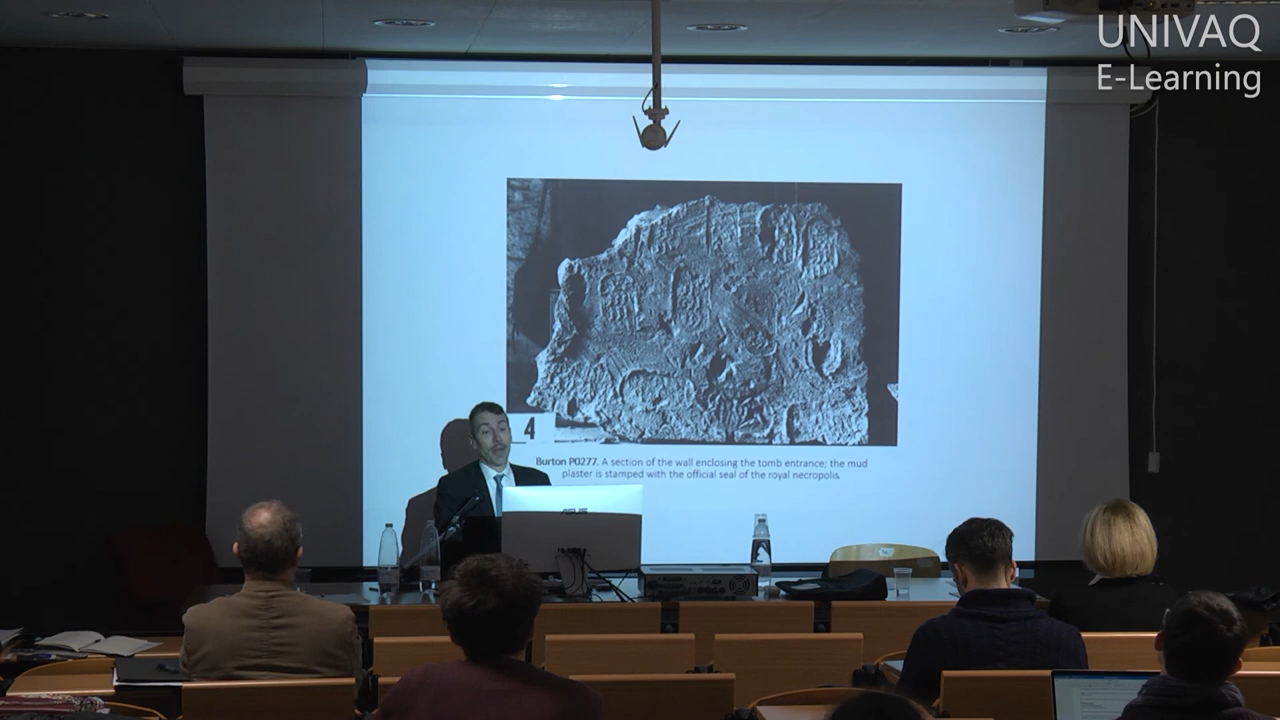 UNIVAQ
E-Learning
4
Burton P0277. A section of the wall enclosing the tomb entrance; the mud
plaster is stamped with the official seal of the royal necropolis.
ASUS